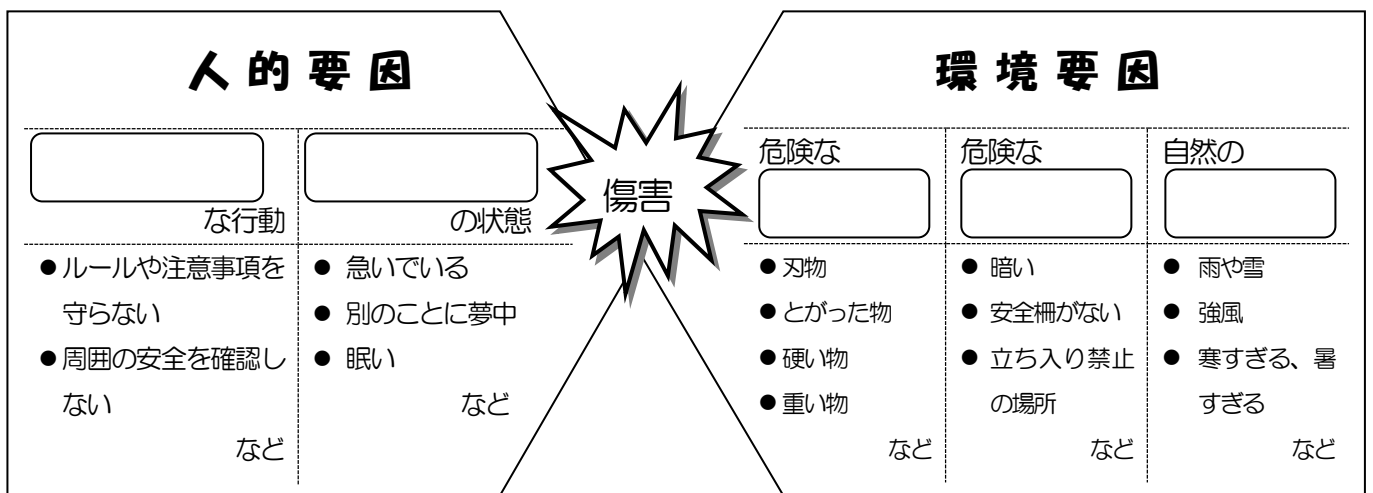 人的要因
な行動
の状態
●ルールや注意事項を
守らない
●周囲の安全を確認し
ない
など
● 急いでいる
● 別のことに夢中
● 眠い
など
傷害
環境要因
危険な
危険な
自然の
●刃物
●とがった物
●硬い物
●重い物
など
●暗い
●安全柵がない
●立ち入り禁止
の場所
など
● 雨や雪
● 強風
● 寒すぎる、暑
すぎる
など